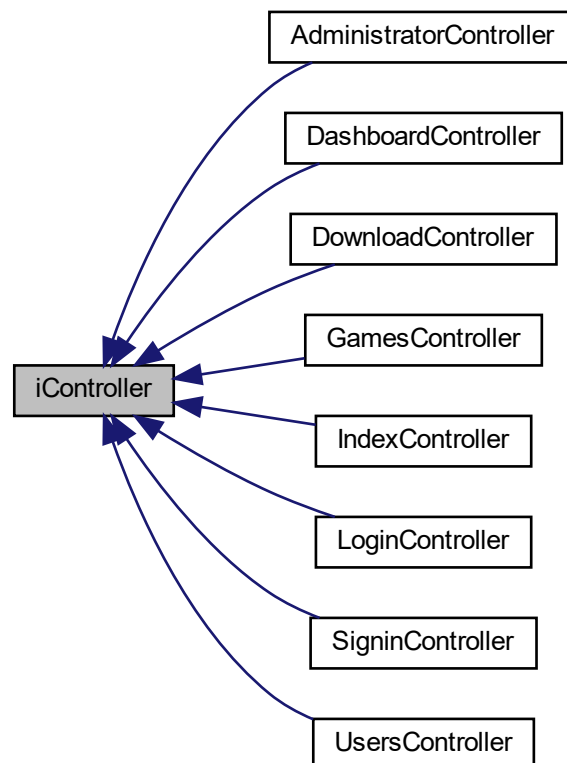 AdministratorController
DashboardController
DownloadController
GamesController
iController
IndexController
LoginController
SigninController
UsersController